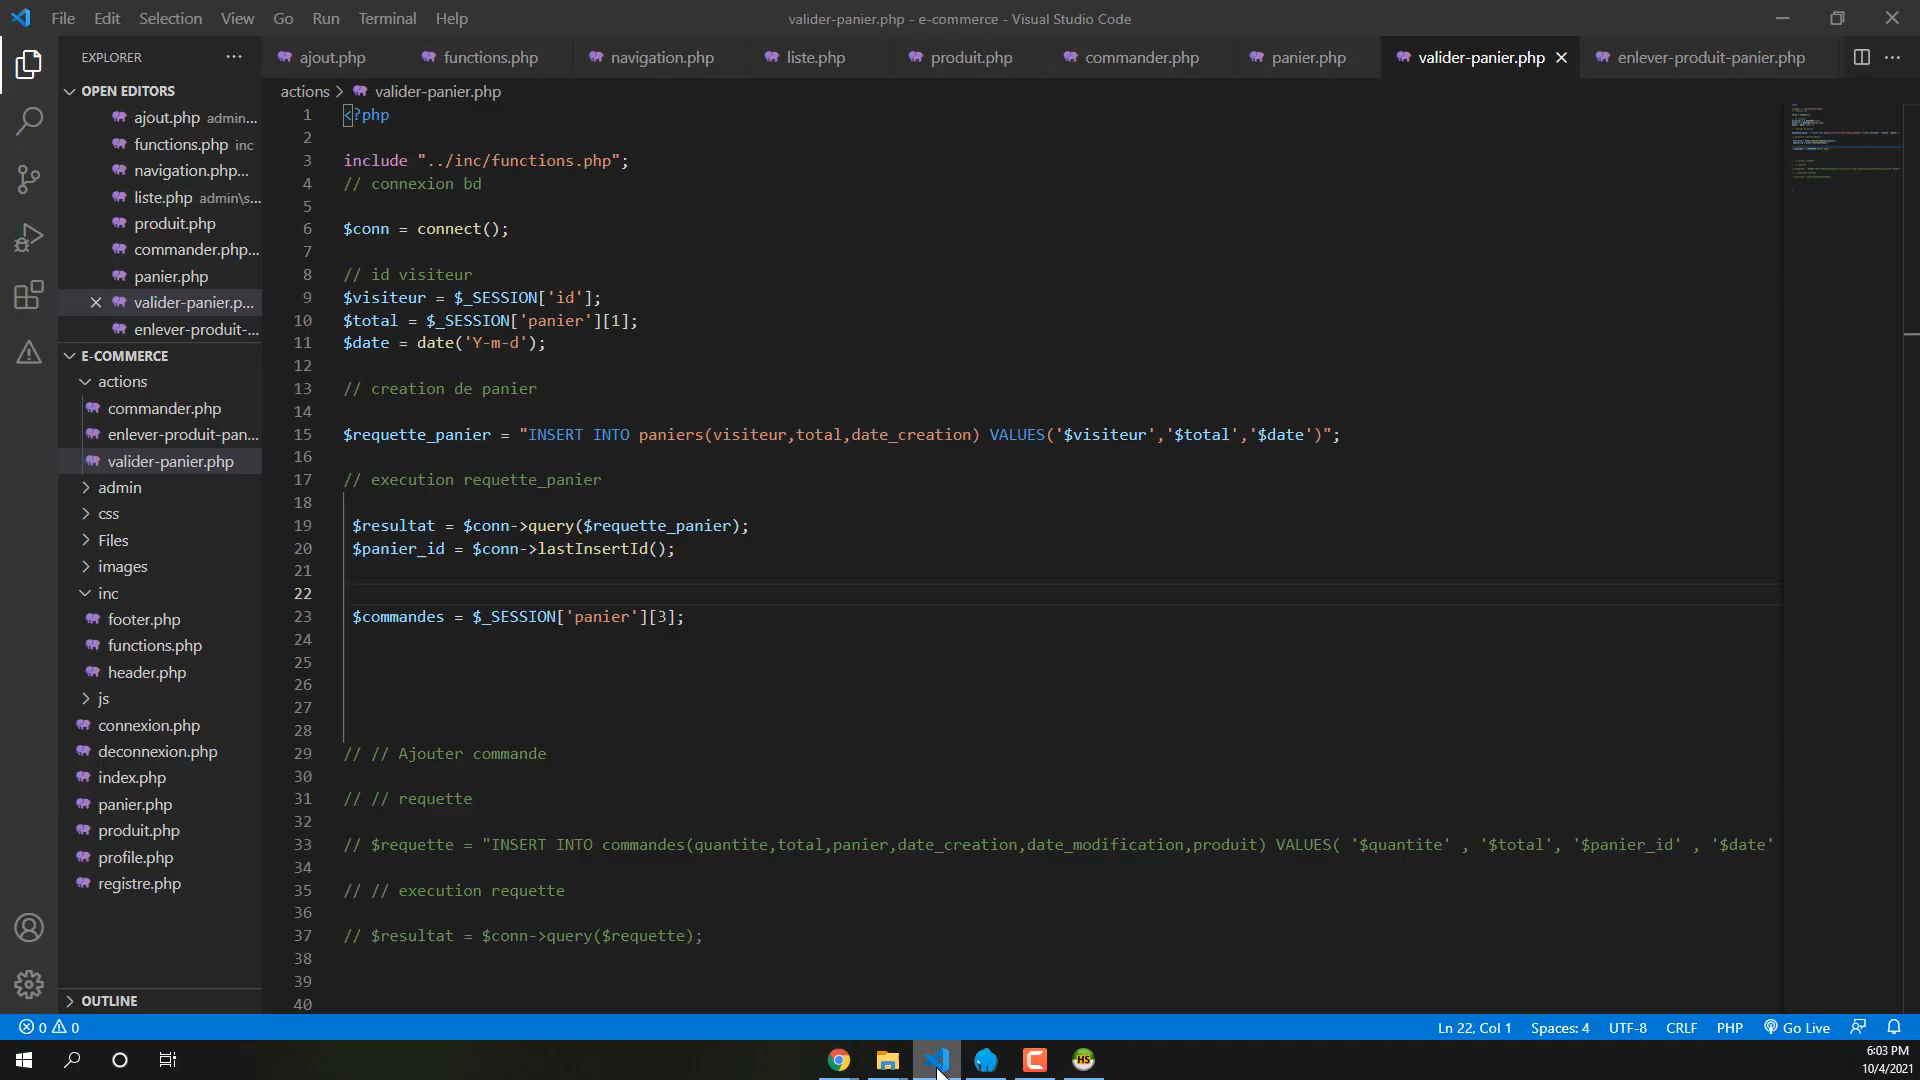 File Edit Selection View Go Run Terminal Help
valider-panier.php - e-commerce - Visual Studio Code
EXPLORER
ajout.php
functions.php
navigation.php
liste.php
produit.php
commander.php
panier.php
valider-panier.php
enlever-produit-panier.php
OPEN EDITORS
ajout.php admin...
functions.php inc
navigation.php...
liste.php admin\s...
produit.php
commander.php...
panier.php
valider-panier.p...
enlever-produit-...
E-COMMERCE
actions
commander.php
enlever-produit-pan...
valider-panier.php
admin
css
Files
images
inc
footer.php
functions.php
header.php
js
connexion.php
deconnexion.php
index.php
panier.php
produit.php
profile.php
registre.php
OUTLINE
actions > valider-panier.php
1 <?php
2
3 include "../inc/functions.php";
4 // connexion bd
5
6 $conn = connect();
7
8 // id visiteur
9 $visiteur = $_SESSION['id'];
10 $total = $_SESSION['panier'][1];
11 $date = date('Y-m-d');
12
13 // creation de panier
14
15 $requette_panier = "INSERT INTO paniers(visiteur,total,date_creation) VALUES('$visiteur','$total','$date')";
16
17 // execution requette_panier
18
19 $resultat = $conn->query($requette_panier);
20 $panier_id = $conn->lastInsertId();
21
22
23 $commandes = $_SESSION['panier'][3];
24
25
26
27
28
29 // // Ajouter commande
30
31 // // requette
32
33 // $requette = "INSERT INTO commandes(quantite,total,panier,date_creation,date_modification,produit) VALUES( '$quantite' , '$total', '$panier_id' , '$date'
34
35 // // execution requette
36
37 // $resultat = $conn->query($requette);
38
39
40
0 0
Ln 22, Col 1 Spaces: 4 UTF-8 CRLF PHP Go Live
HS
6:03 PM
10/4/2021